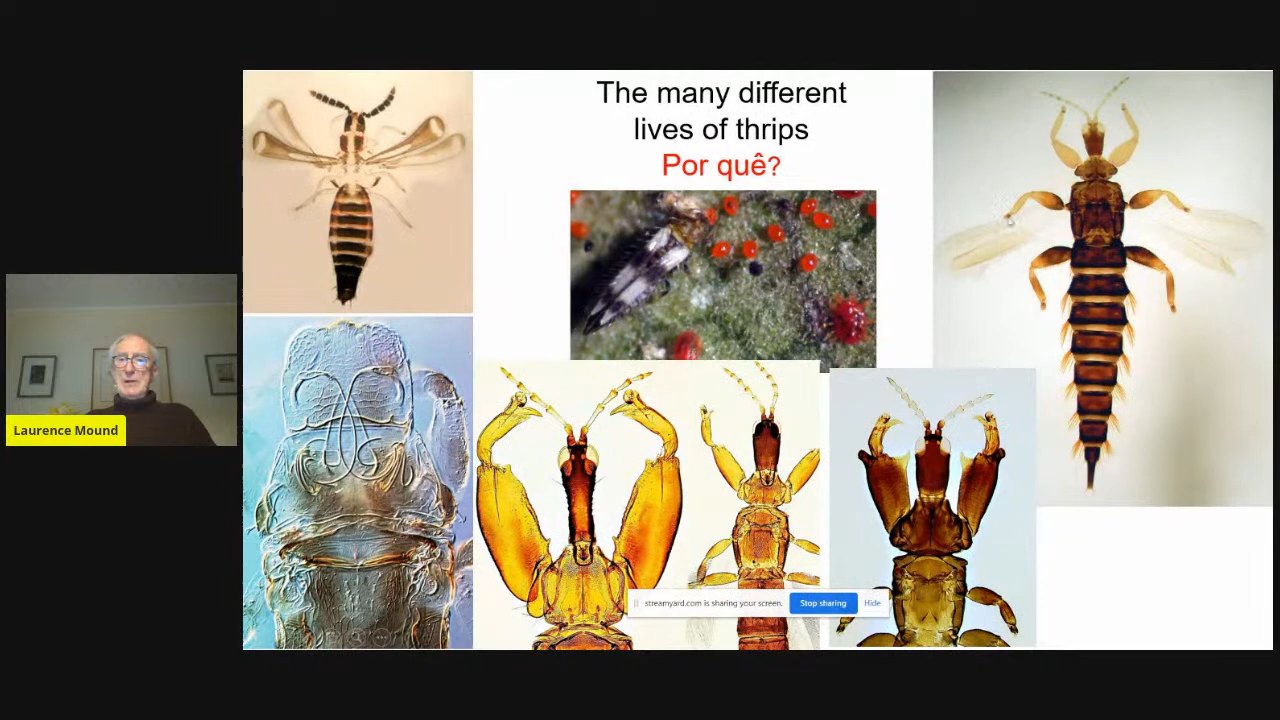 The many different
lives of thrips
Por quê?
Laurence Mound
streamyard.com is sharing your screen.
Stop sharing
Hide